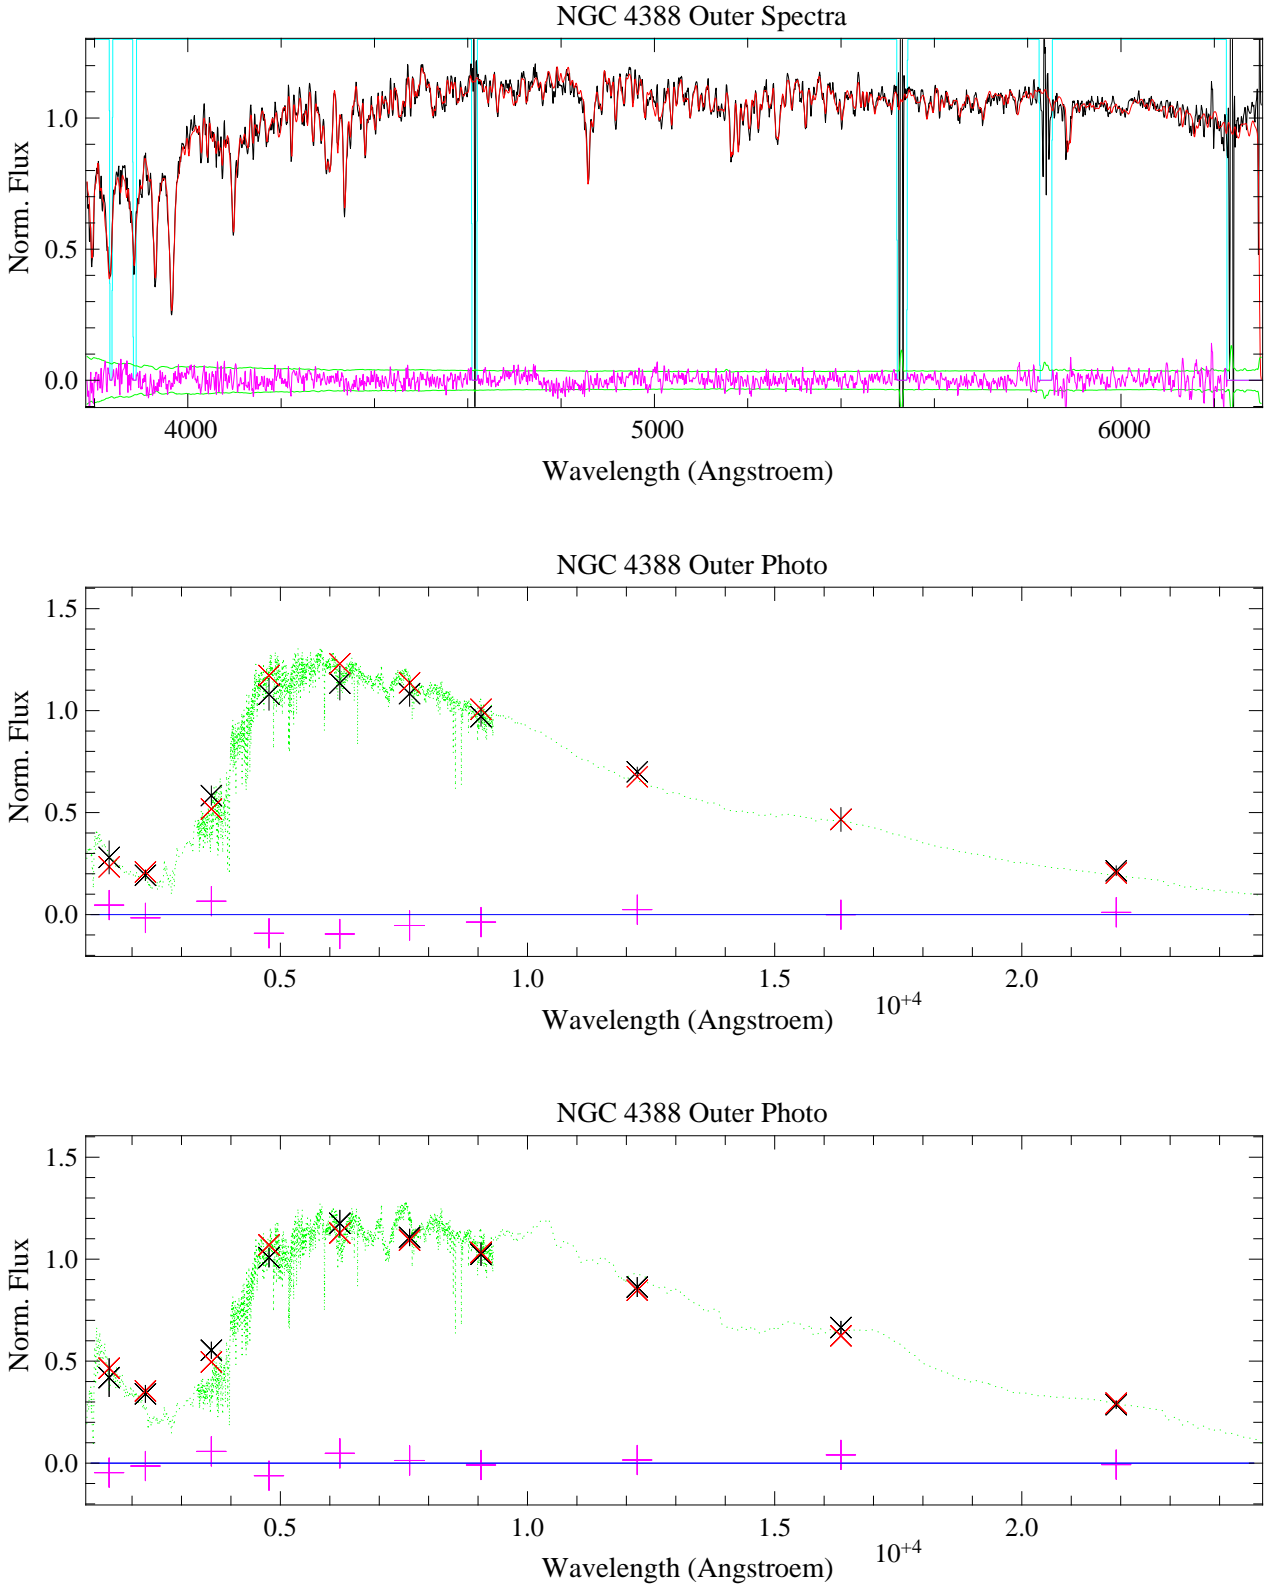 NGC 4388 Outer Spectra
Norm. Flux
1.0
0.5
0.0
4000 5000 6000
Wavelength (Angstroem)
NGC 4388 Outer Photo
Norm. Flux
1.5
1.0
0.5
0.0
0.5 1.0 1.5 2.0
10+4
Wavelength (Angstroem)
NGC 4388 Outer Photo
Norm. Flux
1.5
1.0
0.5
0.0
0.5 1.0 1.5 2.0
10+4
Wavelength (Angstroem)